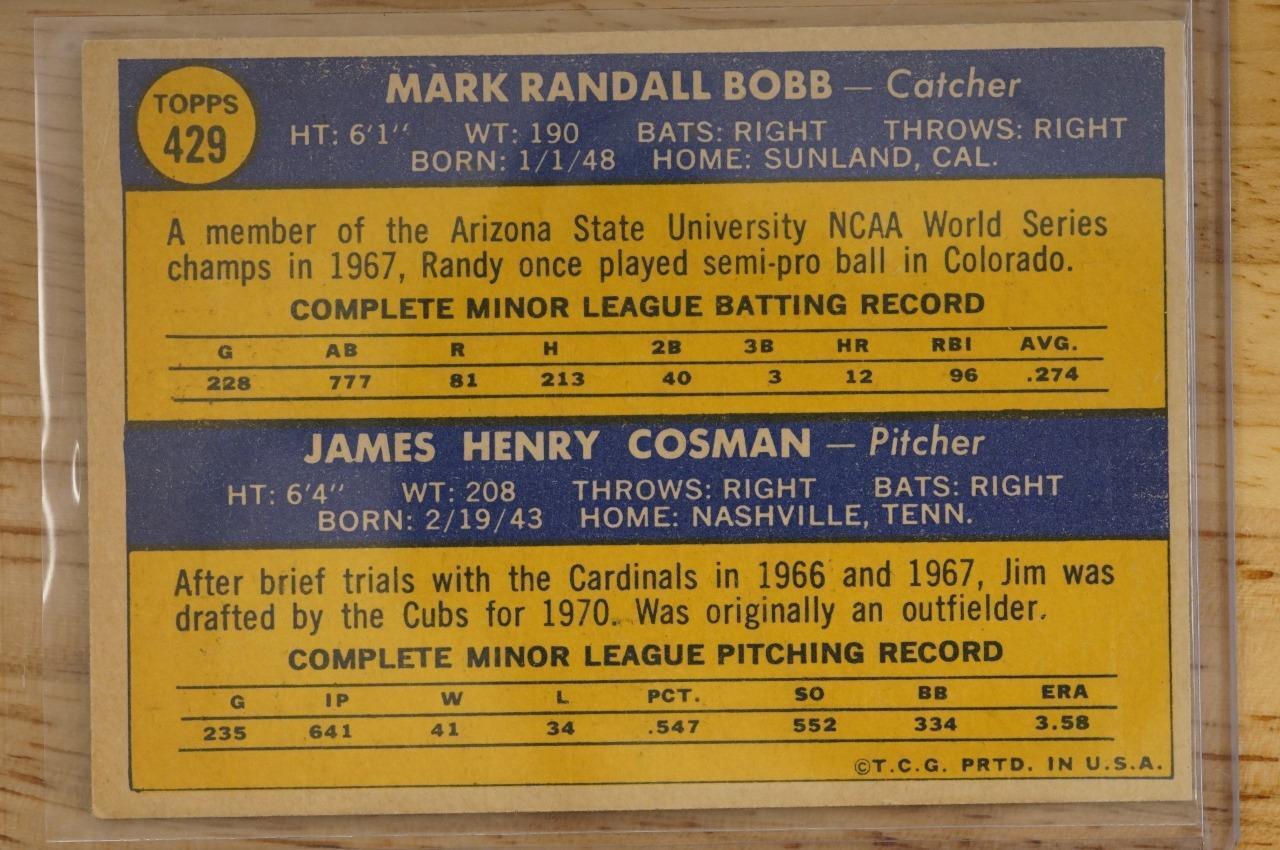 TOPPS
429
MARK RANDALL BOBB — Catcher
HT: 6'1" WT: 190 BATS: RIGHT THROWS: RIGHT
BORN: 1/1/48 HOME: SUNLAND, CAL.
A member of the Arizona State University NCAA World Series
champs in 1967, Randy once played semi-pro ball in Colorado.
COMPLETE MINOR LEAGUE BATTING RECORD
G AB R H 2B 3B HR RBI AVG.
228 777 81 213 40 3 12 96 .274
JAMES HENRY COSMAN — Pitcher
HT: 6'4" WT: 208 THROWS: RIGHT BATS: RIGHT
BORN: 2/19/43 HOME: NASHVILLE, TENN.
After brief trials with the Cardinals in 1966 and 1967, Jim was
drafted by the Cubs for 1970. Was originally an outfielder.
COMPLETE MINOR LEAGUE PITCHING RECORD
G IP W L PCT. SO BB ERA
235 641 41 34 .547 552 334 3.58
©T.C.G. PRTD. IN U.S.A.